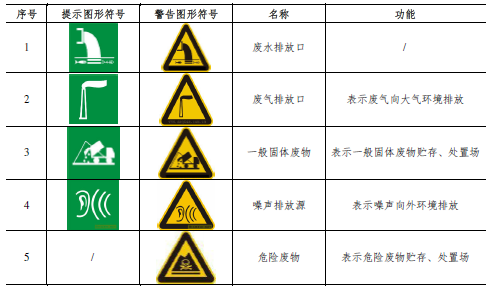 序号 提示图形符号 警告图形符号 名称 功能
1 废水排放口 /
2 废气排放口 表示废气向大气环境排放
3 一般固体废物 表示一般固体废物贮存、处置场
4 噪声排放源 表示噪声向外环境排放
5 / 危险废物 表示危险废物贮存、处置场